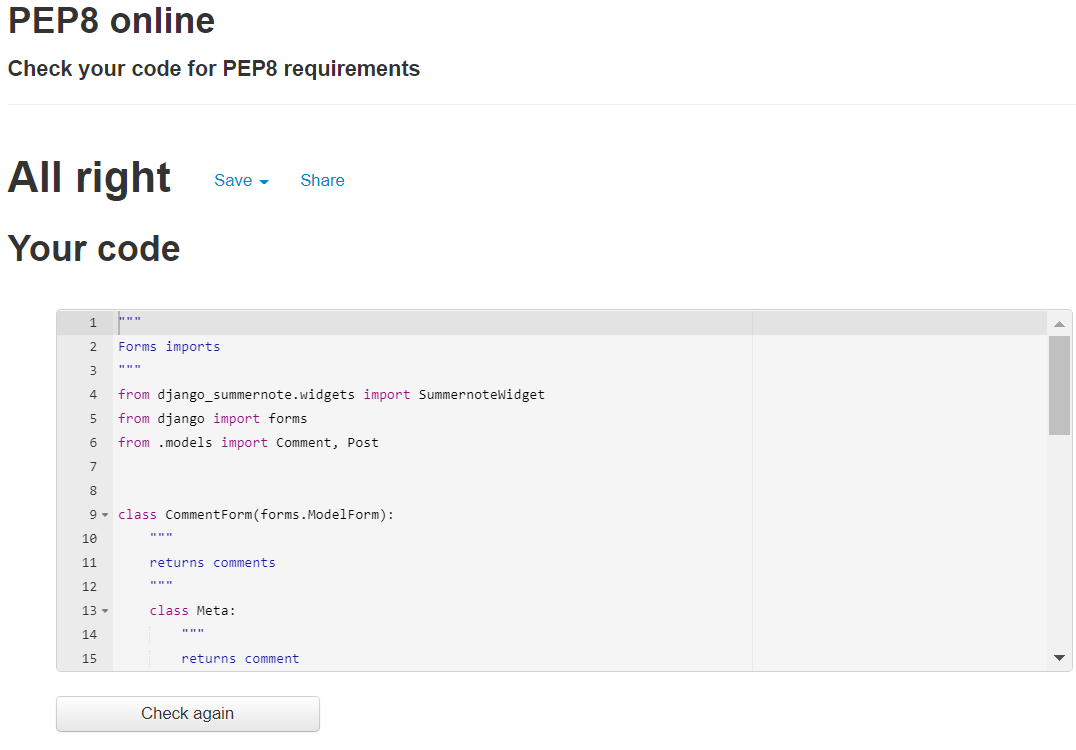 PEP8 online
Check your code for PEP8 requirements
All right Save Share
Your code
1 """
2 Forms imports
3 """
4 from django_summernote.widgets import SummernoteWidget
5 from django import forms
6 from .models import Comment, Post
7
8
9 class CommentForm(forms.ModelForm):
10 """
11 returns comments
12 """
13 class Meta:
14 """
15 returns comment
Check again